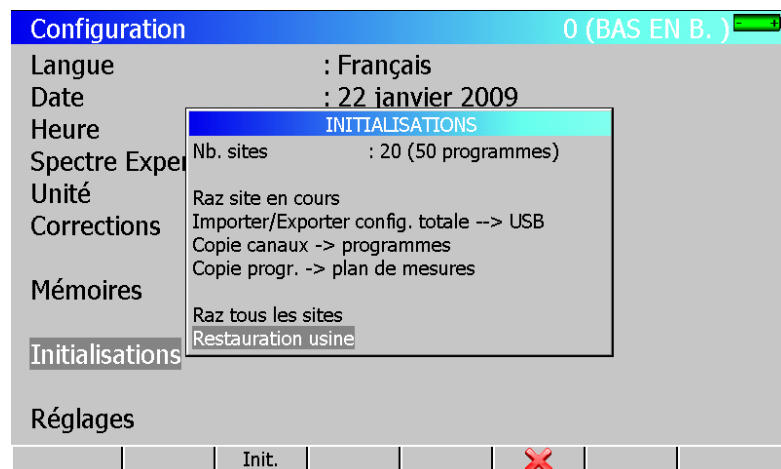 Configuration 0 (BAS EN B. )
Langue : Français
Date : 22 janvier 2009
Heure
Spectre Exper
Unité
Corrections
Mémoires
Initialisations
Réglages
INITIALISATIONS
Nb. sites : 20 (50 programmes)
Raz site en cours
Importer/Exporter config. totale --> USB
Copie canaux -> programmes
Copie progr. -> plan de mesures
Raz tous les sites
Restauration usine
Init.